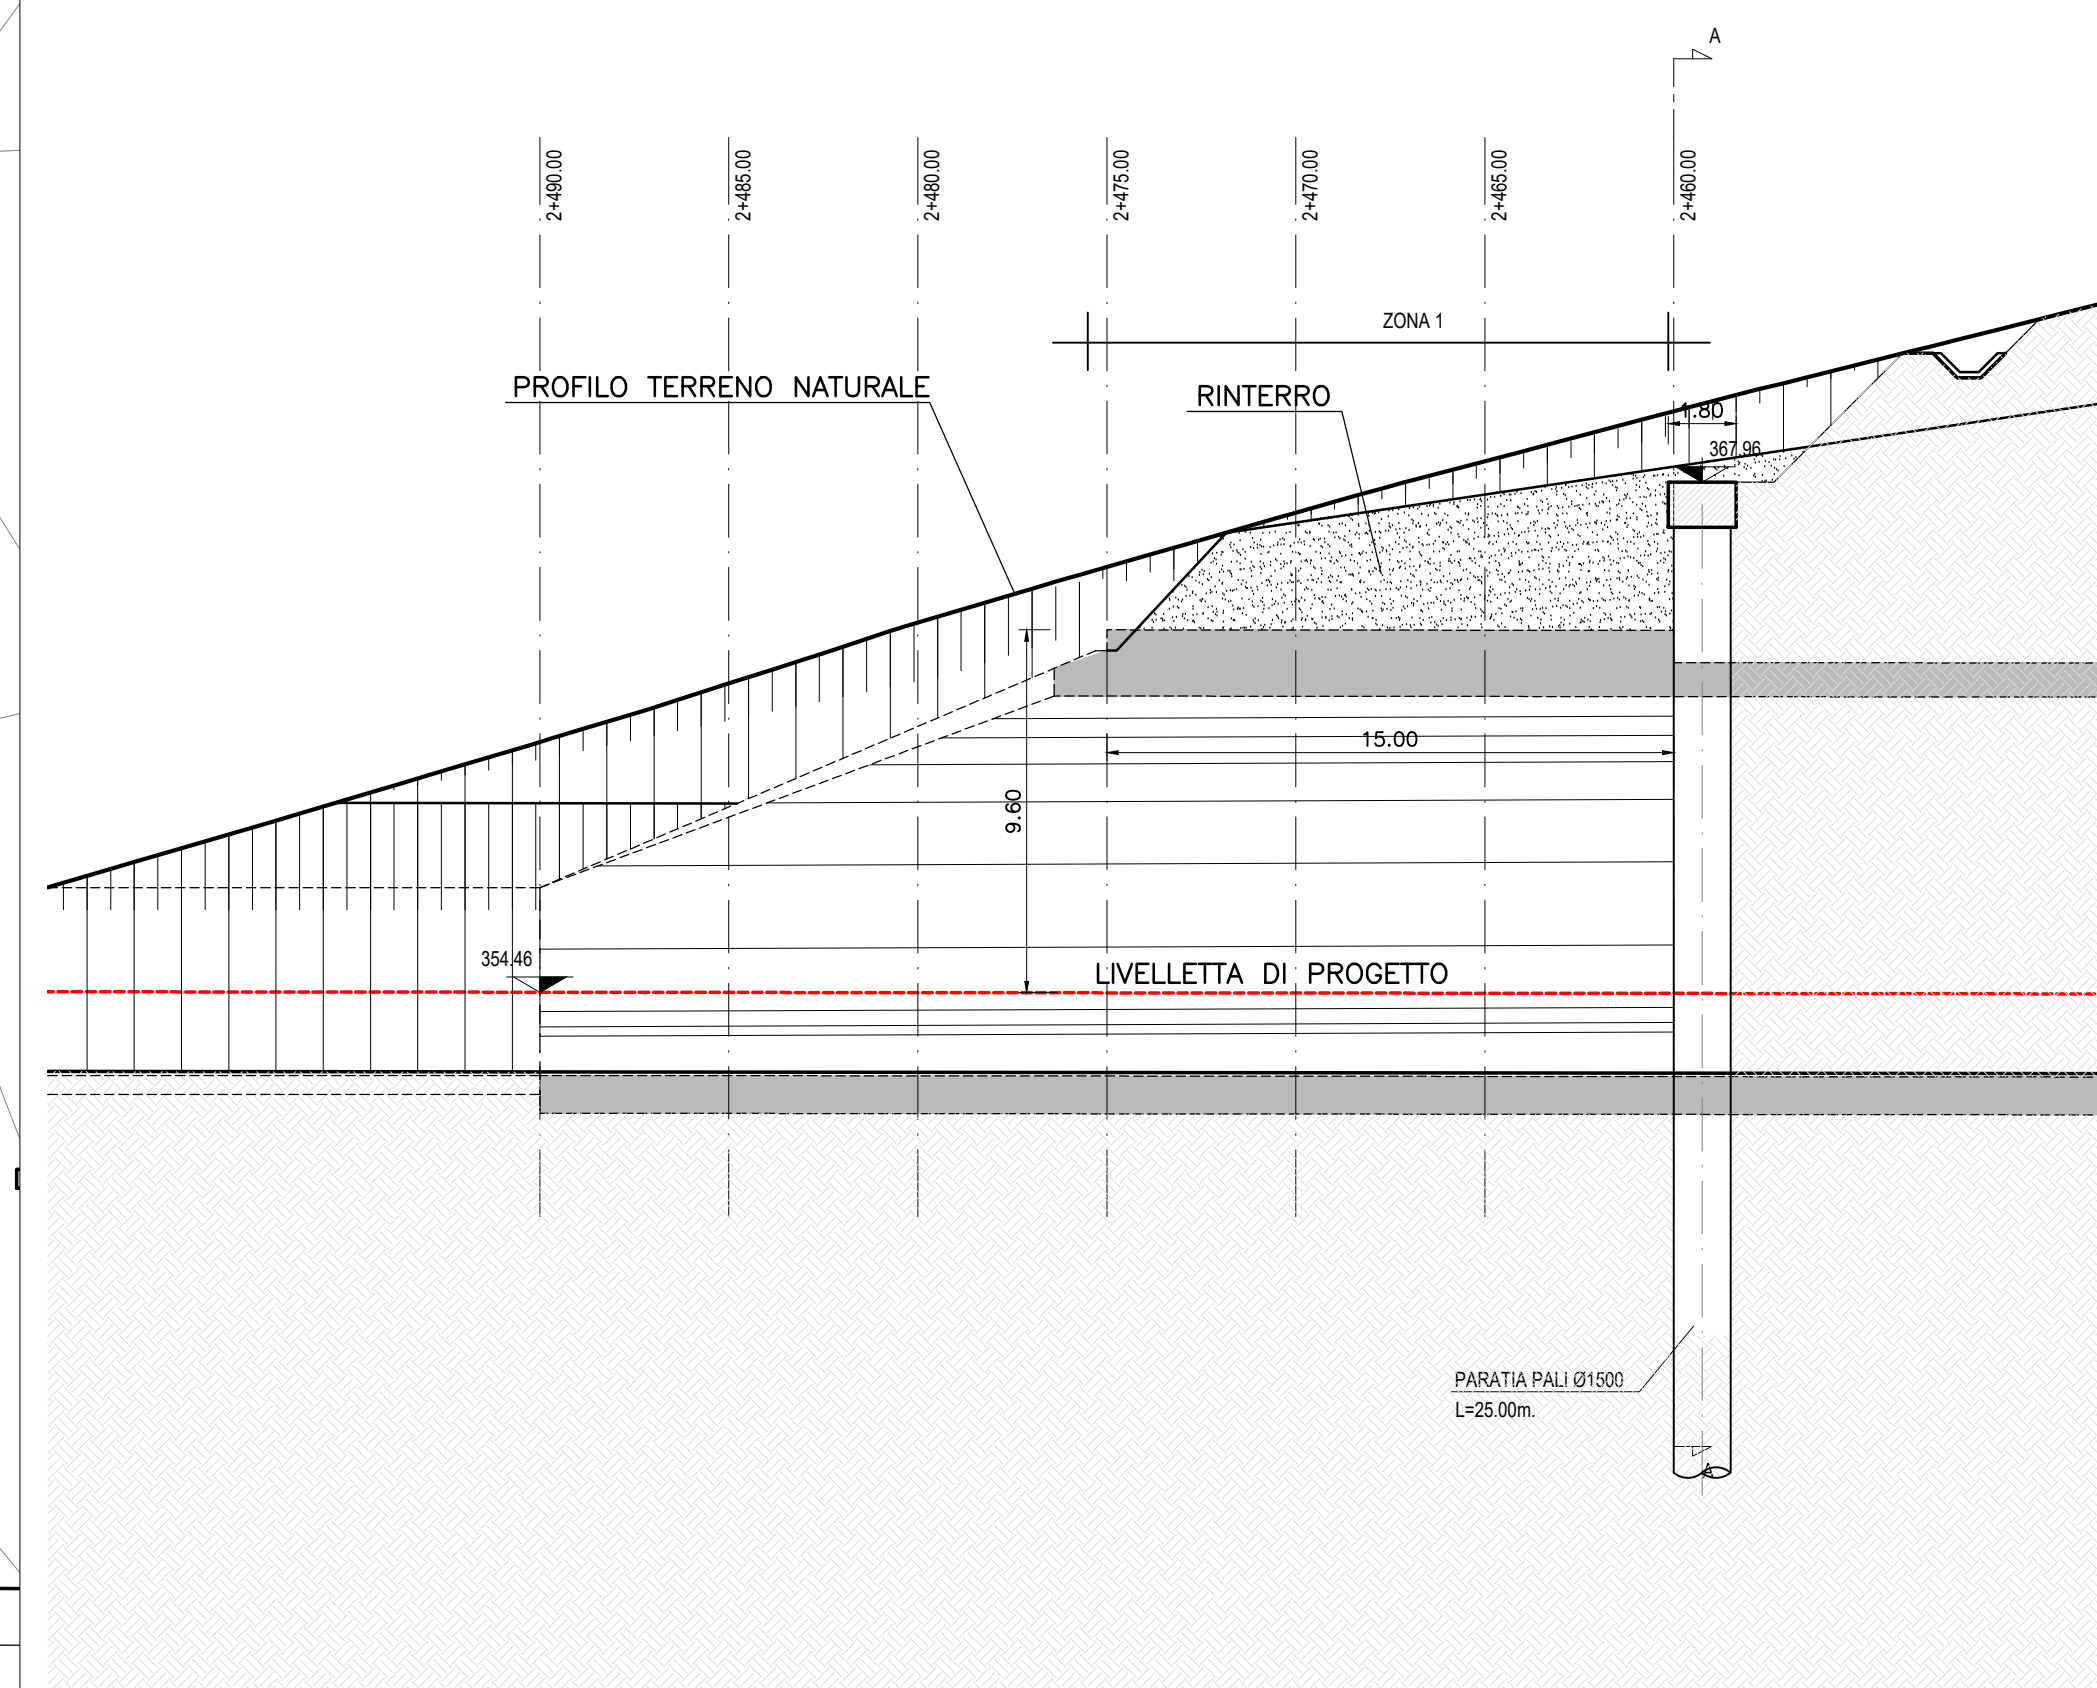 A
2+490.00
2+485.00
2+480.00
2+475.00
2+470.00
2+465.00
2+460.00
ZONA 1
PROFILO TERRENO NATURALE
RINTERRO
1.80
367.96
15.00
9.60
354.46
LIVELLETTA DI PROGETTO
PARATIA PALI Ø1500
L=25.00m.
A